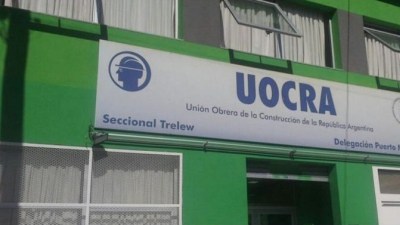 UOCRA
Unión Obrera de la Construcción de la República Argentina
Seccional Trelew
Delegación Puerto